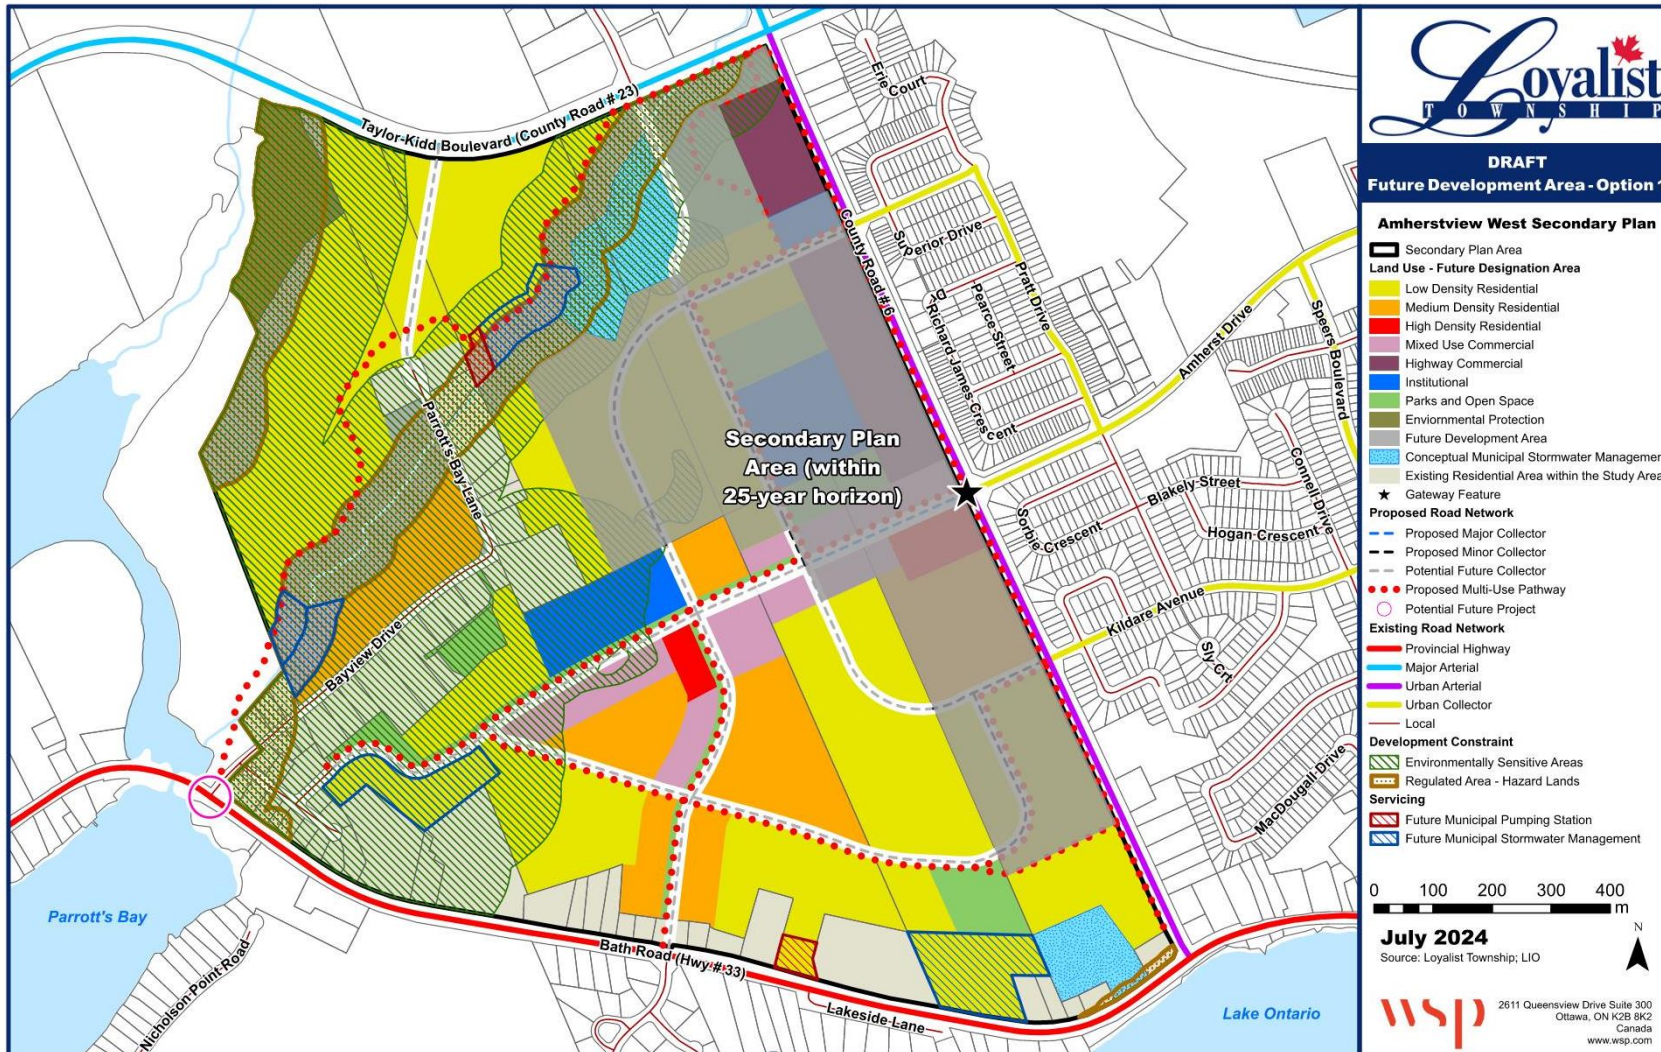 Loyalist
TOWNSHIP
DRAFT
Future Development Area - Option 1
Amherstview West Secondary Plan
Secondary Plan Area
Land Use - Future Designation Area
Low Density Residential
Medium Density Residential
High Density Residential
Mixed Use Commercial
Highway Commercial
Institutional
Parks and Open Space
Enviornmental Protection
Future Development Area
Conceptual Municipal Stormwater Managemen
Existing Residential Area within the Study Area
Gateway Feature
Proposed Road Network
Proposed Major Collector
Proposed Minor Collector
Potential Future Collector
Proposed Multi-Use Pathway
Potential Future Project
Existing Road Network
Provincial Highway
Major Arterial
Urban Arterial
Urban Collector
Local
Development Constraint
Environmentally Sensitive Areas
Regulated Area - Hazard Lands
Servicing
Future Municipal Pumping Station
Future Municipal Stormwater Management
0 100 200 300 400
m
July 2024
Source: Loyalist Township; LIO
N
wsp
2611 Queensview Drive Suite 300
Ottawa, ON K2B 8K2
Canada
www.wsp.com
Taylor-Kidd Boulevard (County Road # 23)
Erie Court
County Road # 6
Superior Drive
Pratt Drive
Pearce Street
Richard James Crescent
Dr
Amherst Drive
Speers Boulevard
Secondary Plan
Area (within
25-year horizon)
Parrott's Bay Lane
Bayview Drive
Sorbie Crescent
Blakely Street
Hogan Crescent
Connell Drive
Kildare Avenue
Sly Crt
MacDougall Drive
Parrott's Bay
Nicholson Point Road
Bath Road (Hwy # 33)
Lakeside Lane
Lake Ontario